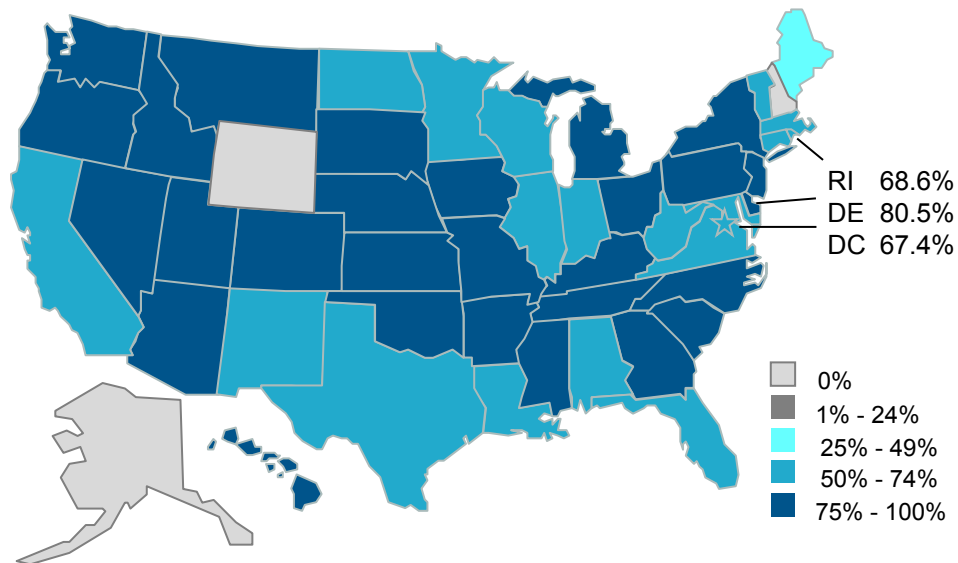 RI 68.6%
DE 80.5%
DC 67.4%
0%
1% - 24%
25% - 49%
50% - 74%
75% - 100%